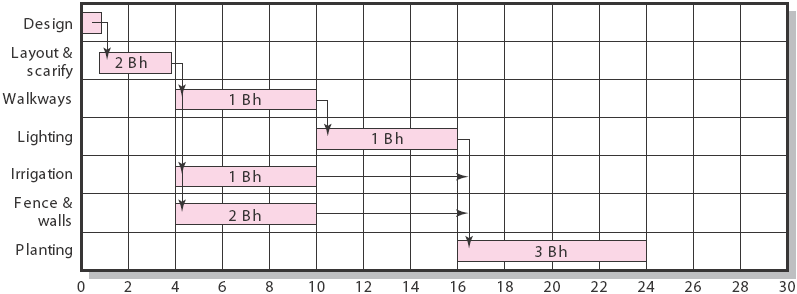 Design
Layout &
scarify
2 Bh
Walkways
1 Bh
Lighting
1 Bh
Irrigation
1 Bh
Fence &
walls
2 Bh
Planting
3 Bh
0 2 4 6 8 10 12 14 16 18 20 22 24 26 28 30